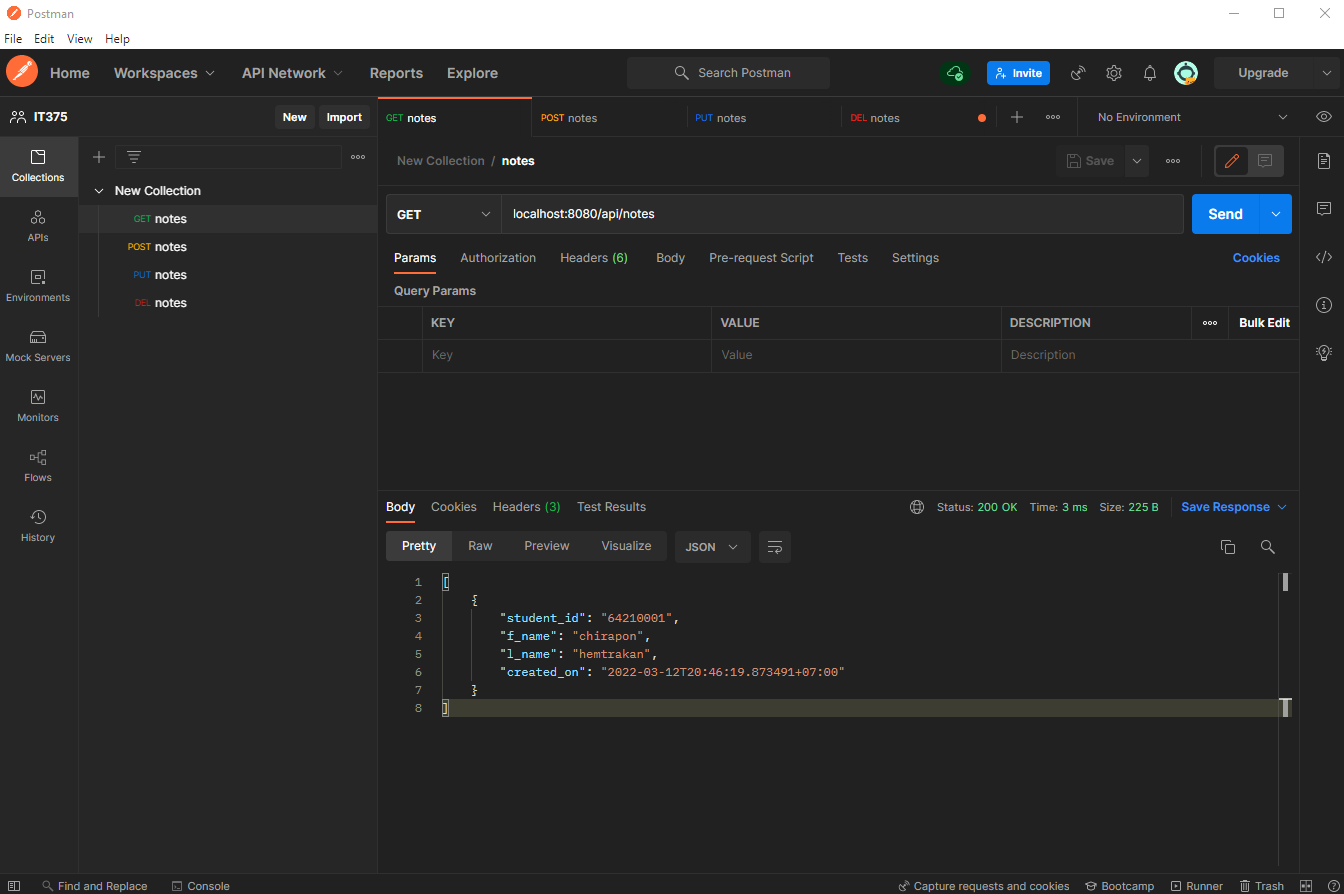 Postman
File Edit View Help
Home Workspaces API Network Reports Explore Search Postman Invite Upgrade
IT375 New Import GET notes POST notes PUT notes DEL notes No Environment
Collections
APIs
Environments
Mock Servers
Monitors
Flows
History
New Collection
GET notes
POST notes
PUT notes
DEL notes
New Collection / notes Save
GET localhost:8080/api/notes Send
Params Authorization Headers (6) Body Pre-request Script Tests Settings Cookies
Query Params
KEY VALUE DESCRIPTION Bulk Edit
Key Value Description
Body Cookies Headers (3) Test Results Status: 200 OK Time: 3 ms Size: 225 B Save Response
Pretty Raw Preview Visualize JSON
1 [
2 {
3 "student_id": "64210001",
4 "f_name": "chirapon",
5 "l_name": "hemtrakan",
6 "created_on": "2022-03-12T20:46:19.873491+07:00"
7 }
8 ]
Find and Replace Console Capture requests and cookies Bootcamp Runner Trash